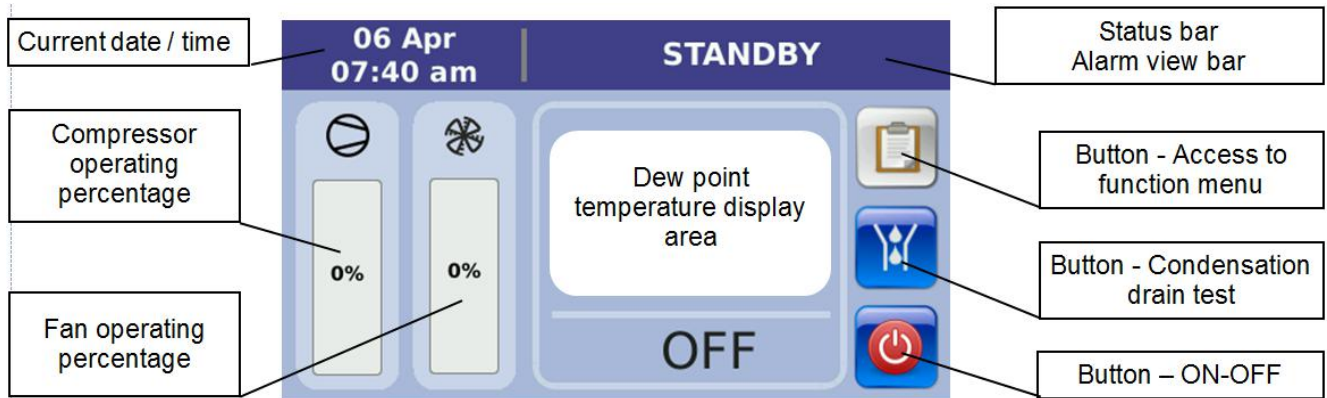 Current date / time
06 Apr
07:40 am
STANDBY
Status bar
Alarm view bar
Compressor
operating
percentage
Fan operating
percentage
0%
0%
Dew point
temperature display
area
OFF
Button - Access to
function menu
Button - Condensation
drain test
Button – ON-OFF